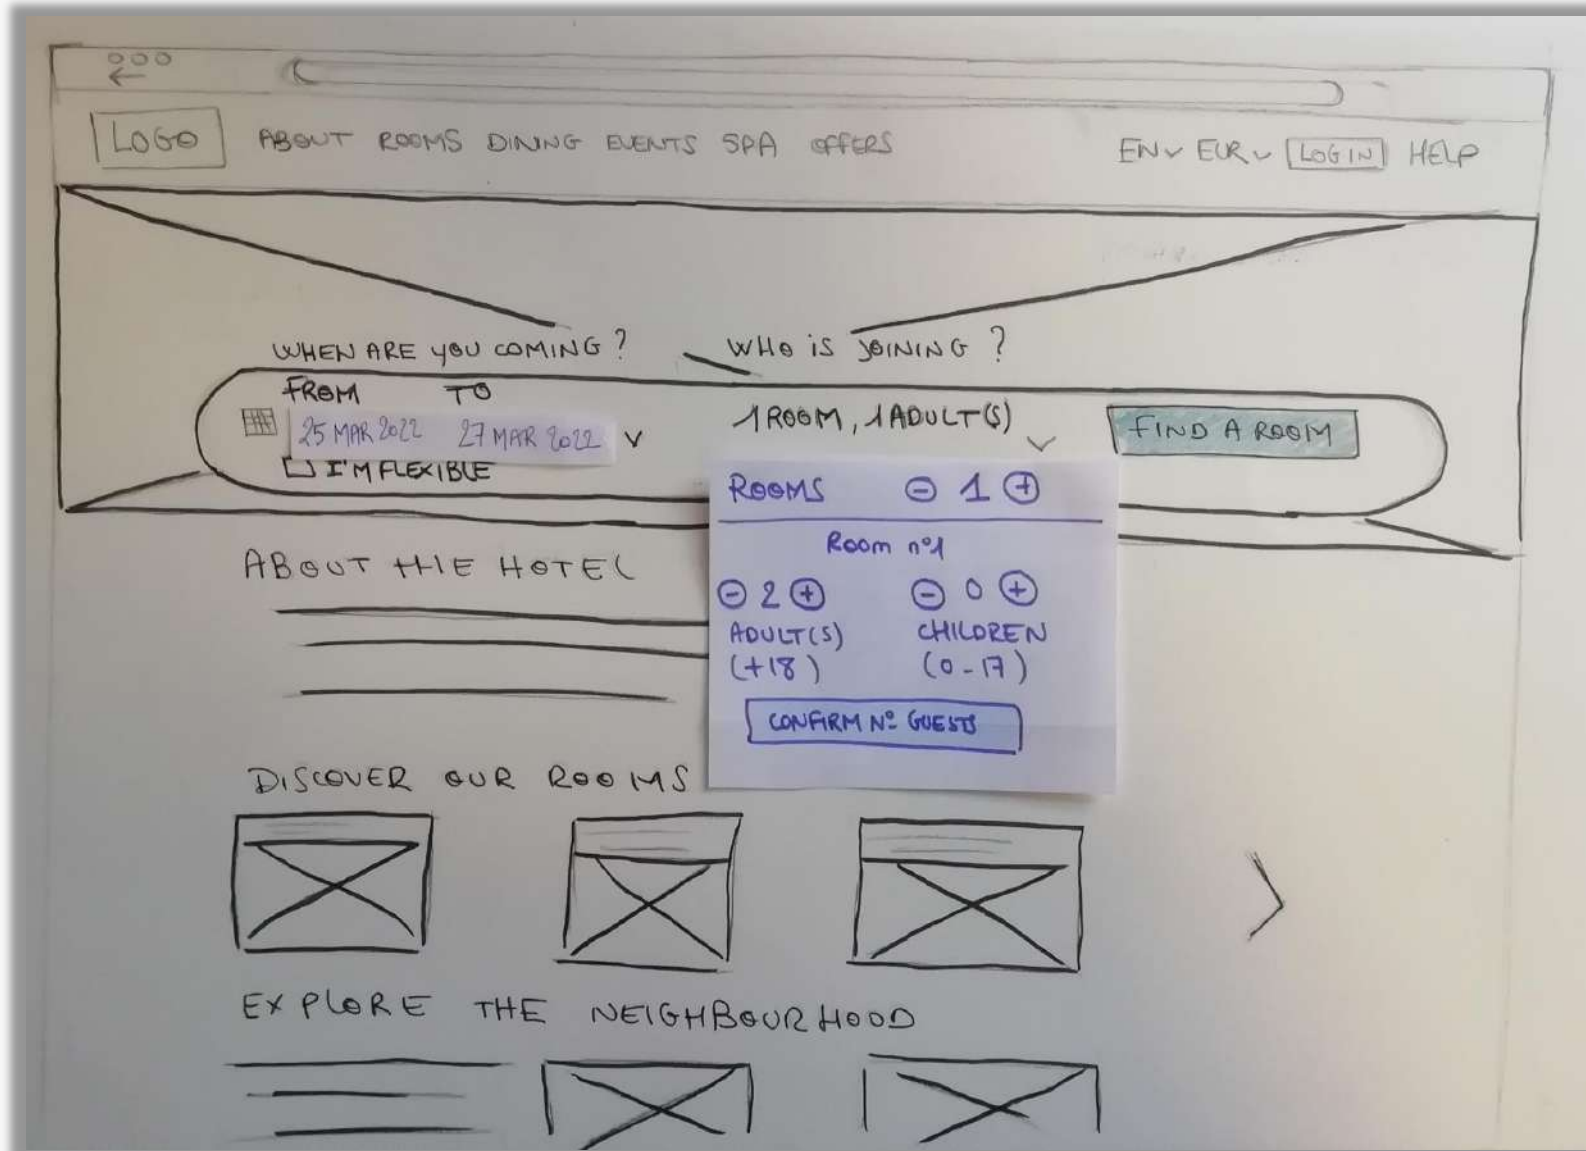 LOGO ABOUT ROOMS DINING EVENTS SPA OFFERS EN EUR LOGIN HELP
WHEN ARE YOU COMING? WHO IS JOINING?
FROM TO
25 MAR 2022 27 MAR 2022
1 ROOM, 1 ADULT(S)
FIND A ROOM
I'M FLEXIBLE
ROOMS - 1 +
Room nº1
- 2 + - 0 +
ADULT(S) CHILDREN
(+18) (0-17)
CONFIRM Nº GUESTS
ABOUT THE HOTEL
DISCOVER OUR ROOMS
EXPLORE THE NEIGHBOURHOOD